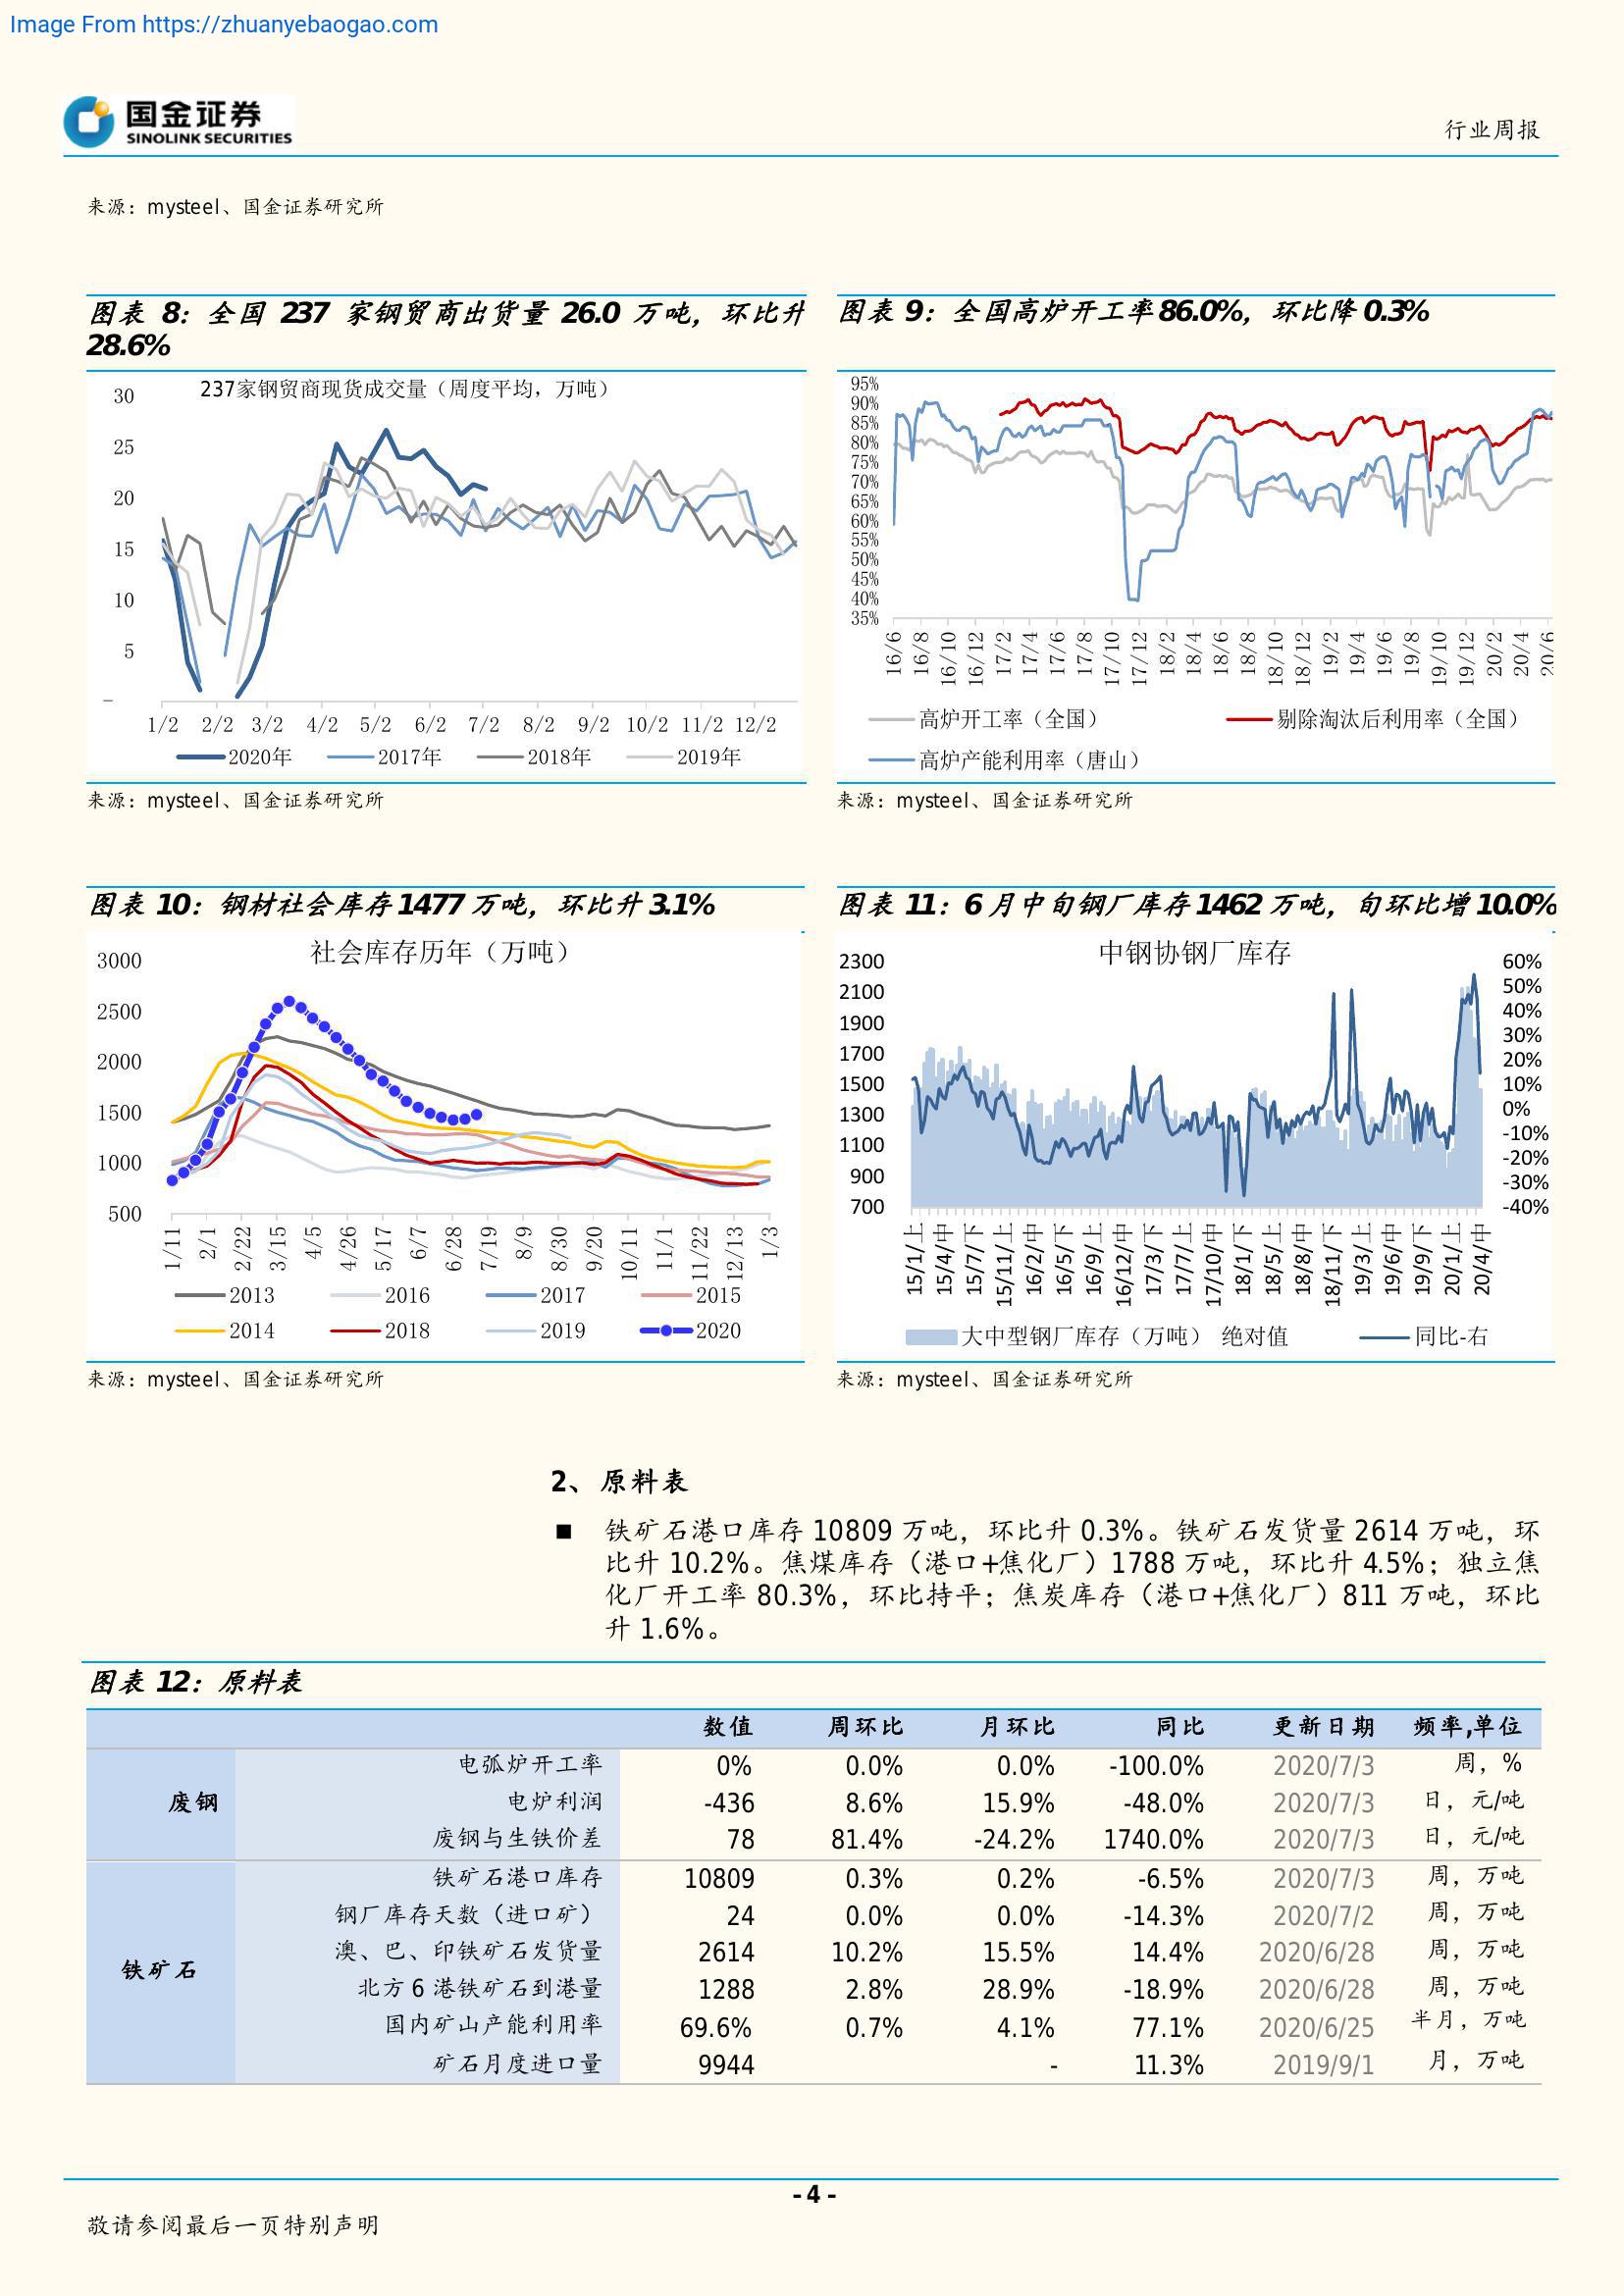 Image From https://zhuanyebaogao.com
国金证券
SINOLINK SECURITIES
行业周报
来源：mysteel、国金证券研究所
图表 8：全国 237 家钢贸商出货量 26.0 万吨，环比升
28.6%
237家钢贸商现货成交量（周度平均，万吨）
30
25
20
15
10
5
–
1/2 2/2 3/2 4/2 5/2 6/2 7/2 8/2 9/2 10/2 11/2 12/2
2020年 2017年 2018年 2019年
来源：mysteel、国金证券研究所
图表 9：全国高炉开工率 86.0%，环比降 0.3%
95%
90%
85%
80%
75%
70%
65%
60%
55%
50%
45%
40%
35%
16/6 16/8 16/10 16/12 17/2 17/4 17/6 17/8 17/10 17/12 18/2 18/4 18/6 18/8 18/10 18/12 19/2 19/4 19/6 19/8 19/10 19/12 20/2 20/4 20/6
高炉开工率（全国） 剔除淘汰后利用率（全国）
高炉产能利用率（唐山）
来源：mysteel、国金证券研究所
图表 10：钢材社会库存 1477 万吨，环比升 3.1%
社会库存历年（万吨）
3000
2500
2000
1500
1000
500
1/11 2/1 2/22 3/15 4/5 4/26 5/17 6/7 6/28 7/19 8/9 8/30 9/20 10/11 11/1 11/22 12/13 1/3
2013 2016 2017 2015
2014 2018 2019 2020
来源：mysteel、国金证券研究所
图表 11：6 月中旬钢厂库存 1462 万吨，旬环比增 10.0%
中钢协钢厂库存
2300 60%
2100 50%
1900 40%
1700 30%
1500 20%
1300 10%
1100 0%
900 -10%
700 -20%
-30%
-40%
15/1/上 15/4/中 15/7/下 15/11/上 16/2/中 16/5/下 16/9/上 16/12/中 17/3/下 17/7/上 17/10/中 18/1/下 18/5/上 18/8/中 18/11/下 19/3/上 19/6/中 19/9/下 20/1/上 20/4/中
大中型钢厂库存（万吨） 绝对值 同比-右
来源：mysteel、国金证券研究所
2、原料表
■ 铁矿石港口库存 10809 万吨，环比升 0.3%。铁矿石发货量 2614 万吨，环
比升 10.2%。焦煤库存（港口+焦化厂）1788 万吨，环比升 4.5%；独立焦
化厂开工率 80.3%，环比持平；焦炭库存（港口+焦化厂）811 万吨，环比
升 1.6%。
图表 12：原料表
数值 周环比 月环比 同比 更新日期 频率,单位
废钢
电弧炉开工率 0% 0.0% 0.0% -100.0% 2020/7/3 周，%
电炉利润 -436 8.6% 15.9% -48.0% 2020/7/3 日，元/吨
废钢与生铁价差 78 81.4% -24.2% 1740.0% 2020/7/3 日，元/吨
铁矿石
铁矿石港口库存 10809 0.3% 0.2% -6.5% 2020/7/3 周，万吨
钢厂库存天数（进口矿） 24 0.0% 0.0% -14.3% 2020/7/2 周，万吨
澳、巴、印铁矿石发货量 2614 10.2% 15.5% 14.4% 2020/6/28 周，万吨
北方 6 港铁矿石到港量 1288 2.8% 28.9% -18.9% 2020/6/28 周，万吨
国内矿山产能利用率 69.6% 0.7% 4.1% 77.1% 2020/6/25 半月，万吨
矿石月度进口量 9944 - 11.3% 2019/9/1 月，万吨
- 4 -
敬请参阅最后一页特别声明